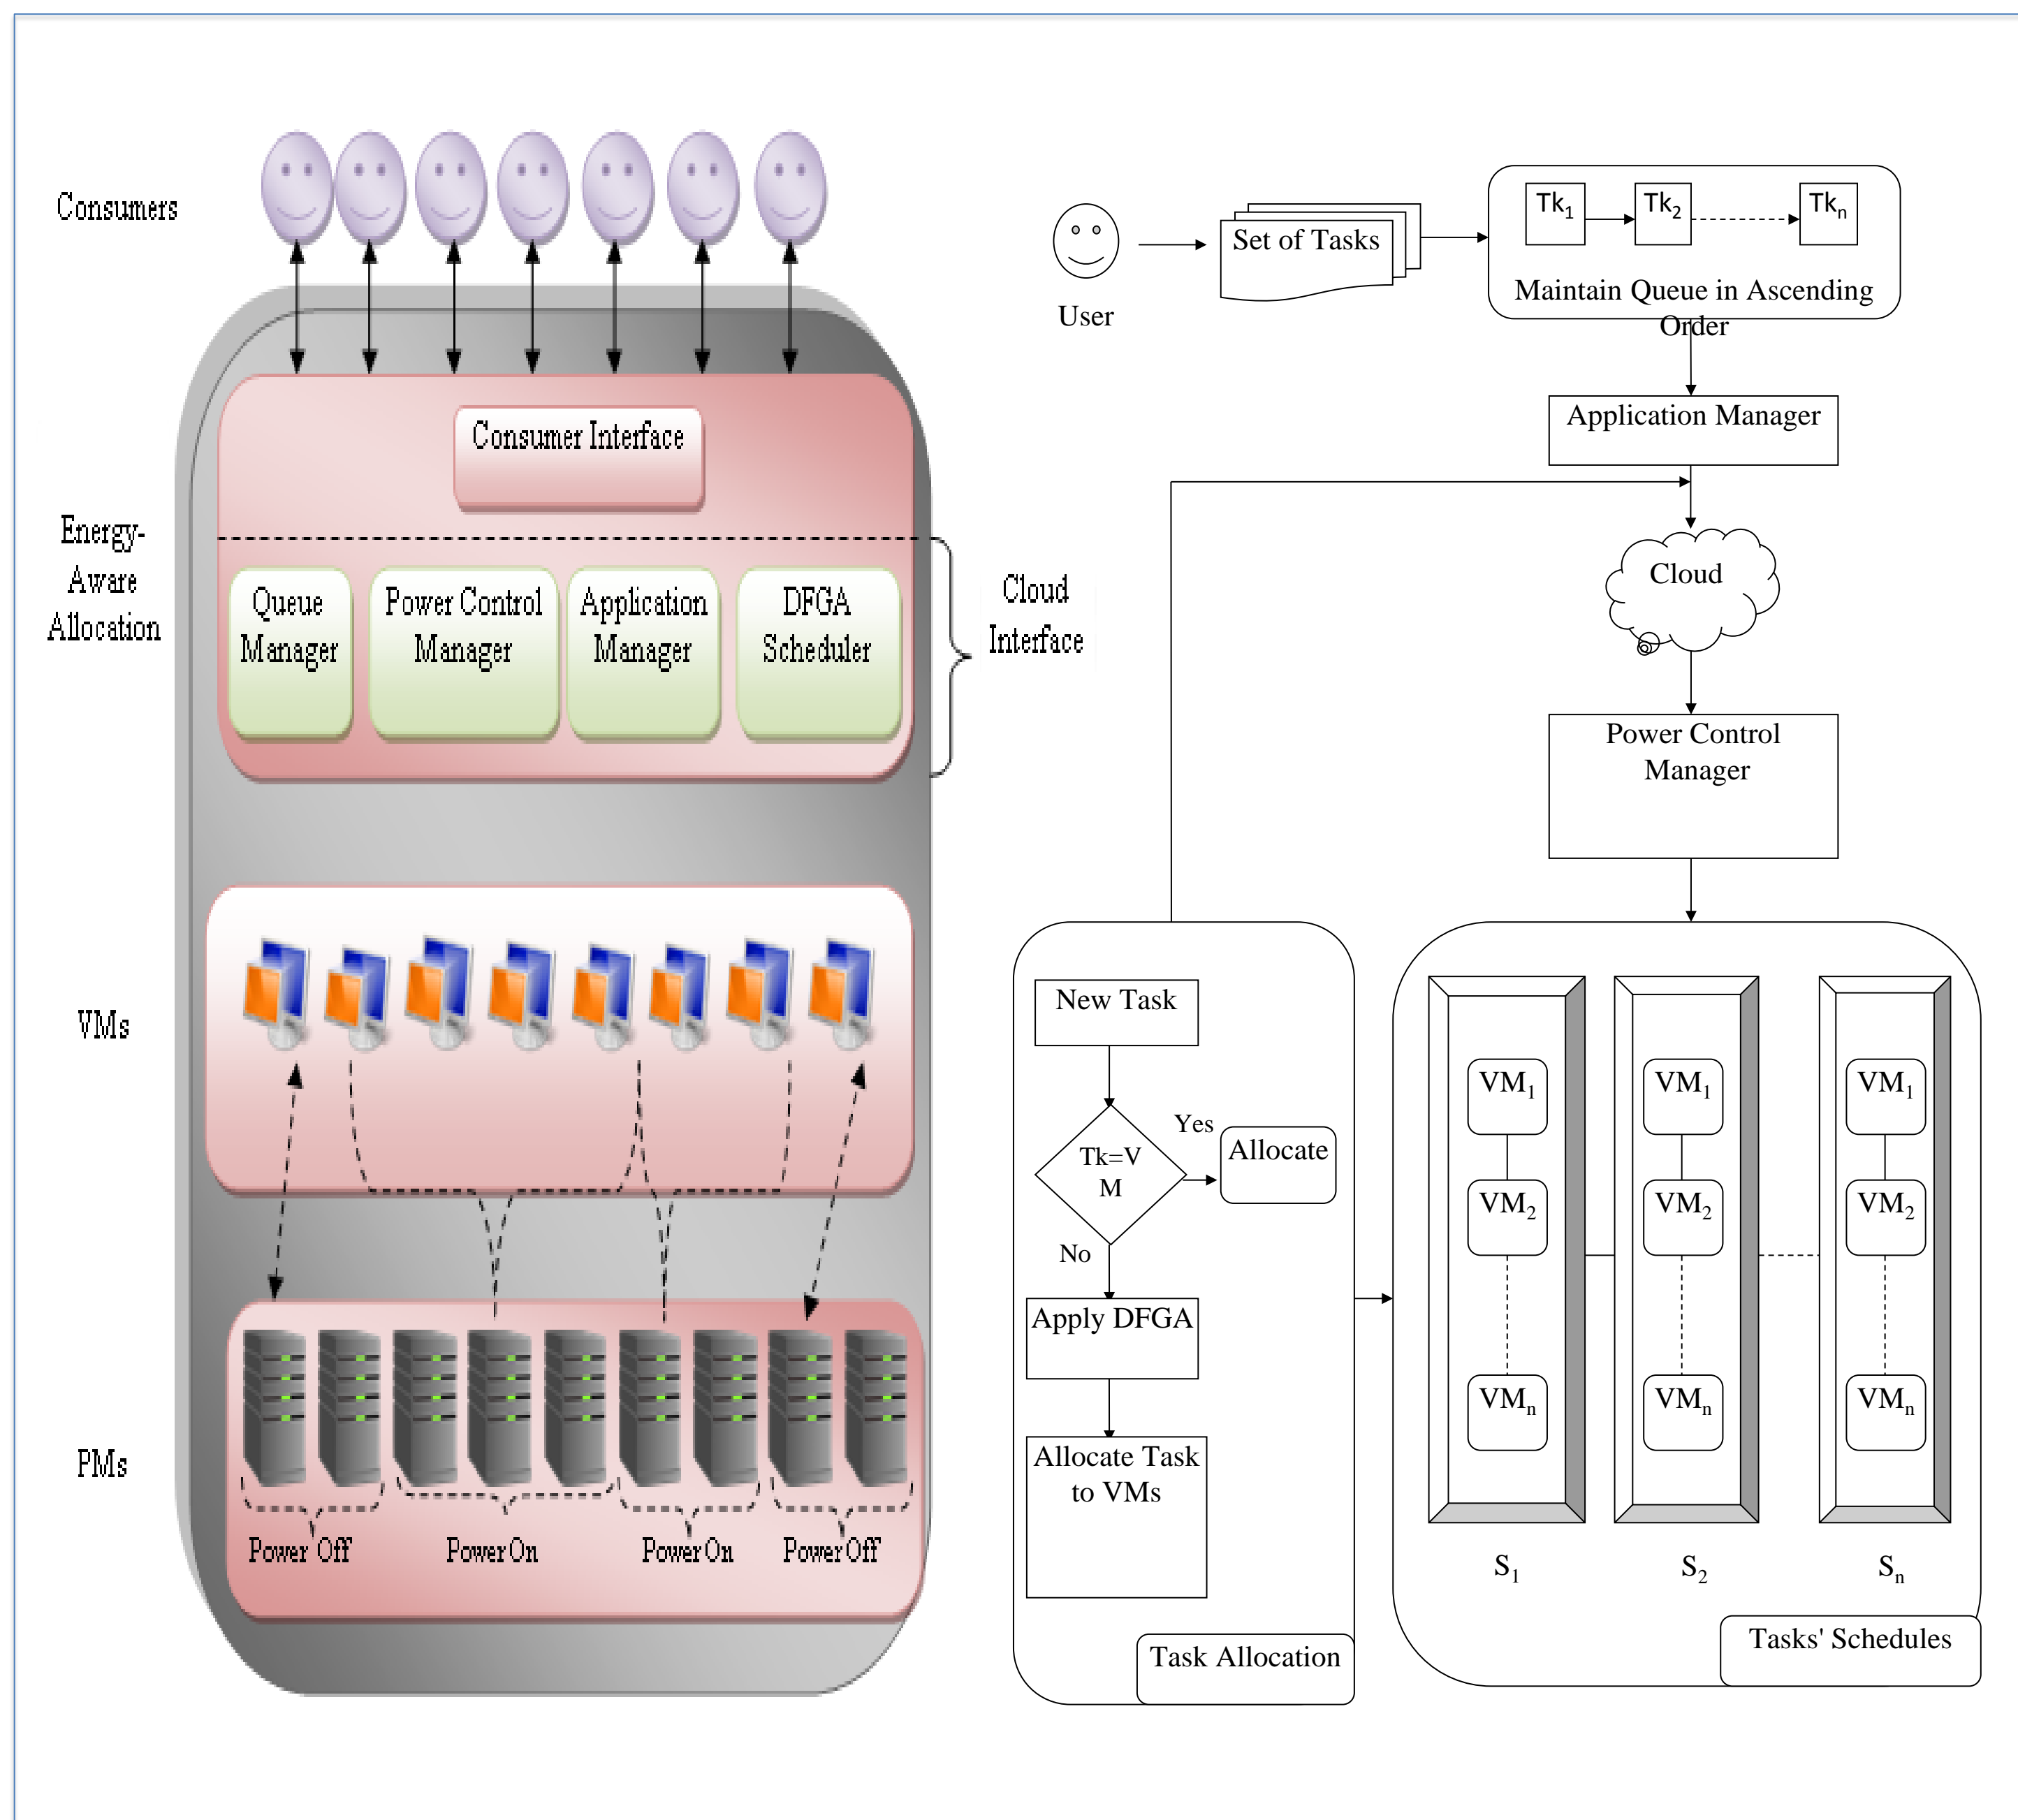 Consumers
Consumer Interface
Energy-
Aware
Allocation
Queue
Manager
Power Control
Manager
Application
Manager
DFGA
Scheduler
Cloud
Interface
VMs
PMs
Power Off
Power On
Power On
Power Off
User
Set of Tasks
Tk1
Tk2
Tkn
Maintain Queue in Ascending
Order
Application Manager
Cloud
Power Control
Manager
New Task
Tk=V
M
Yes
Allocate
No
Apply DFGA
Allocate Task
to VMs
Task Allocation
VM1
VM2
VMn
S1
VM1
VM2
VMn
S2
VM1
VM2
VMn
Sn
Tasks' Schedules